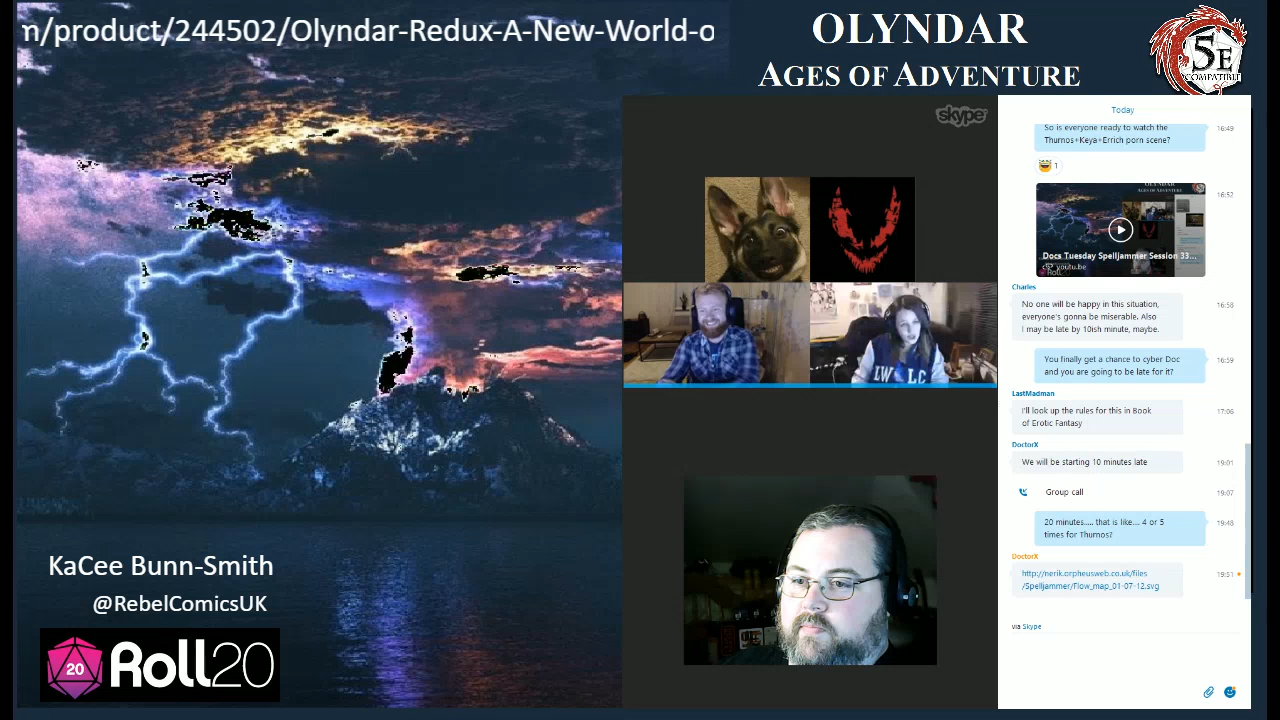 n/product/244502/Olyndar-Redux-A-New-World-o
OLYNDAR
AGES OF ADVENTURE
5E
COMPATIBLE
skype
Today
So is everyone ready to watch the
Thurnos+Keya+Errich porn scene?
16:49
1
OLYNDAR
AGES OF ADVENTURE
16:52
Docs Tuesday Spelljammer Session 33...
youtu.be
Charles
No one will be happy in this situation,
everyone's gonna be miserable. Also
I may be late by 10ish minute, maybe.
16:58
You finally get a chance to cyber Doc
and you are going to be late for it?
16:59
LastMadman
I'll look up the rules for this in Book
of Erotic Fantasy
17:06
DoctorX
We will be starting 10 minutes late
19:01
Group call
19:07
20 minutes..... that is like.... 4 or 5
times for Thurnos?
19:48
DoctorX
http://nerik.orpheusweb.co.uk/files
/Spelljammer/Flow_map_01-07-12.svg
19:51
via Skype
LW LC
KaCee Bunn-Smith
@RebelComicsUK
20
Roll20